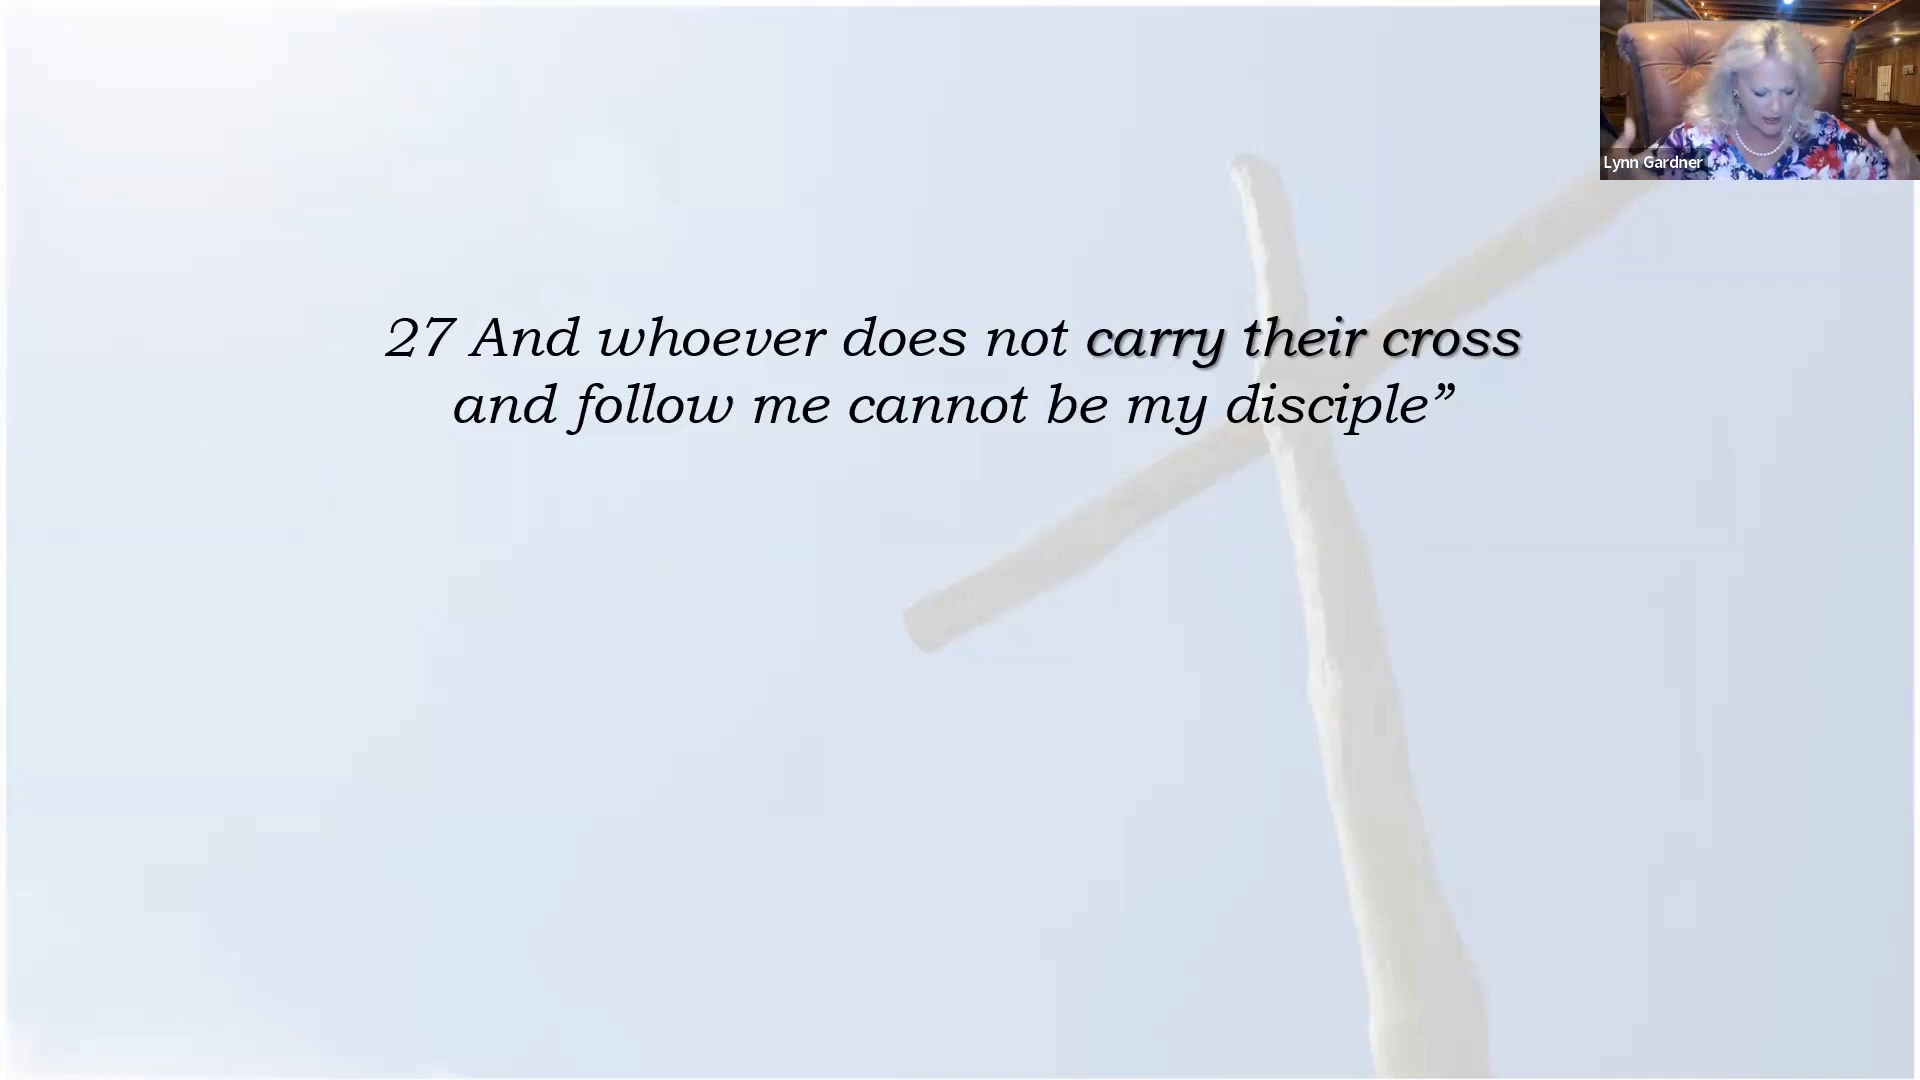 Lynn Gardner
27 And whoever does not carry their cross
and follow me cannot be my disciple”